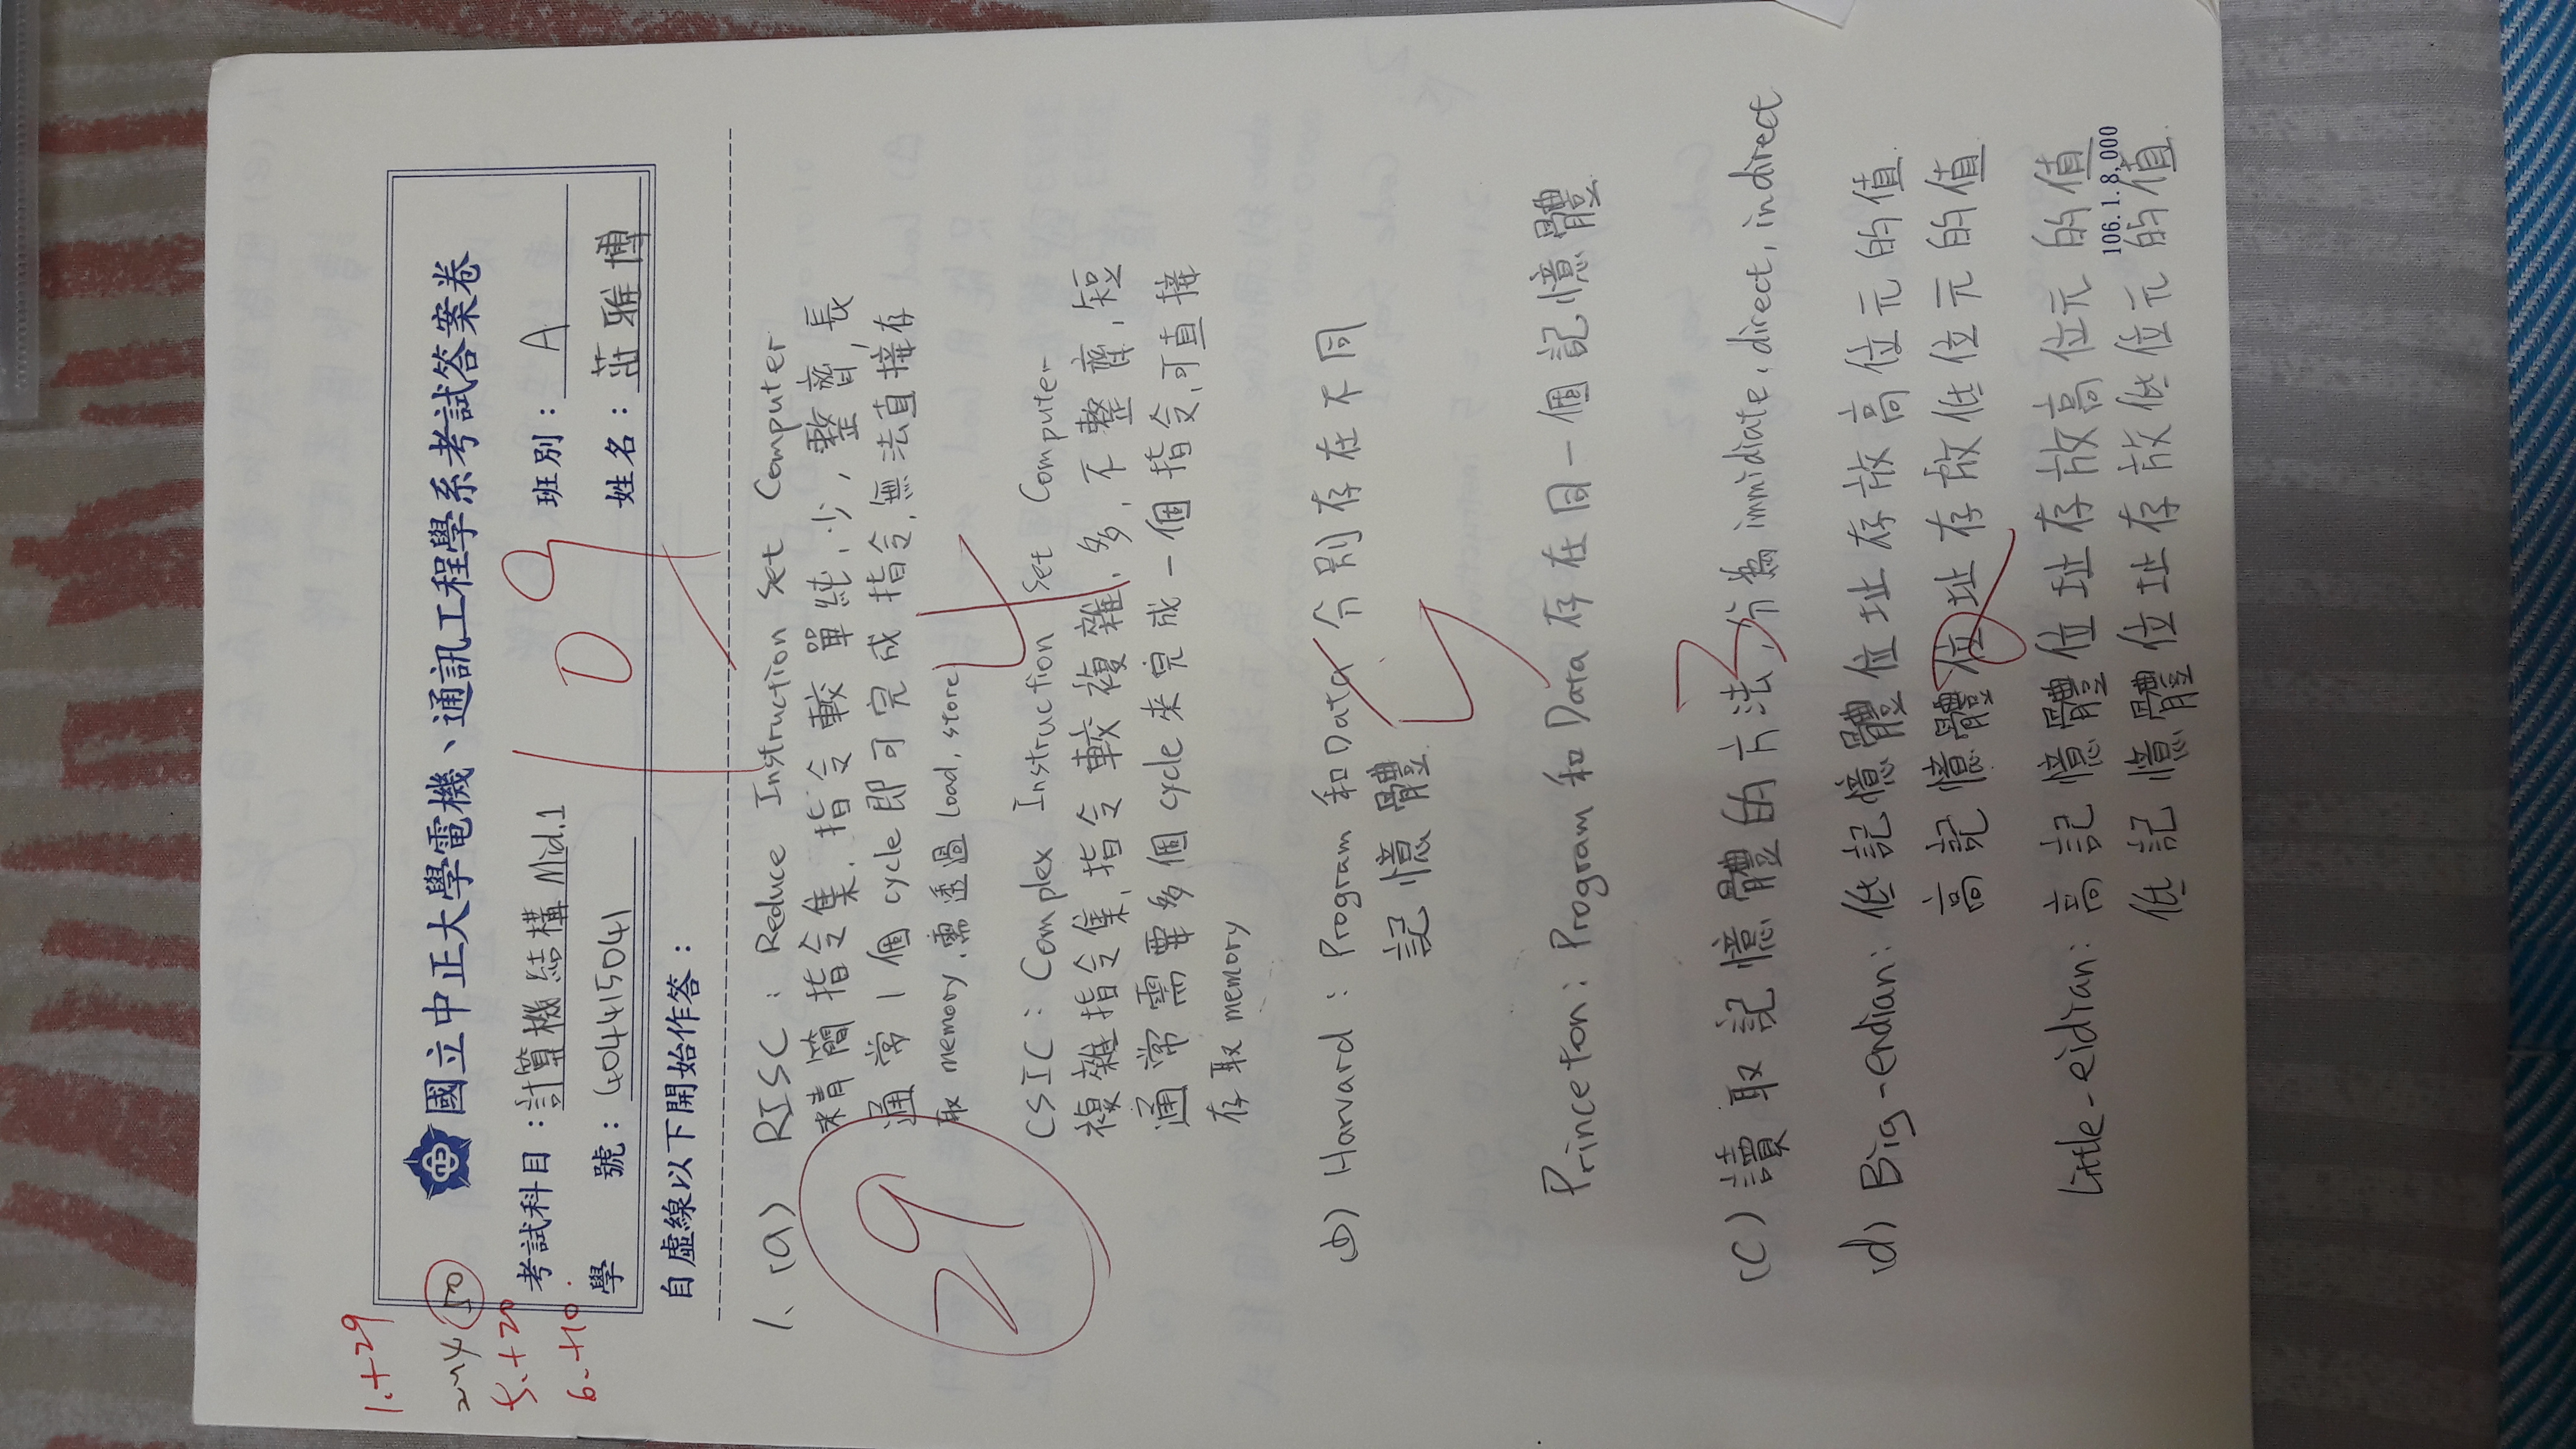 1.+29
2~4 50
5.+20
6.+10.
國立中正大學電機、通訊工程學系考試答案卷
考試科目：計算機結構 Mid.1
班別：A
學 號：404415041
姓名：莊雅博
109
自虛線以下開始作答：
1. (a) RISC : Reduce Instruction Set Computer
精簡指令集. 指令較單純, 少, 整齊, 長
通常 1 個 cycle 即可完成指令, 無法直接存
取 memory, 需透過 load, store
29
4
CSIC : Complex Instruction Set Computer
複雜指令集, 指令較複雜, 多, 不整齊, 短
通常需要多個 cycle 來完成一個指令, 可直接
存取 memory
(b) Harvard : Program 和 Data 分別存在不同
記憶體
5
Princeton : Program 和 Data 存在同一個記憶體
3
(c) 讀取記憶體的方法, 分為 immidiate, direct, indirect
(d) Big-endian : 低記憶體位址存放高位元的值.
高記憶體位址存放低位元的值
2
Little-eidian : 高記憶體位址存放高位元的值
106.1.8,000
低記憶體位址存放低位元的值.